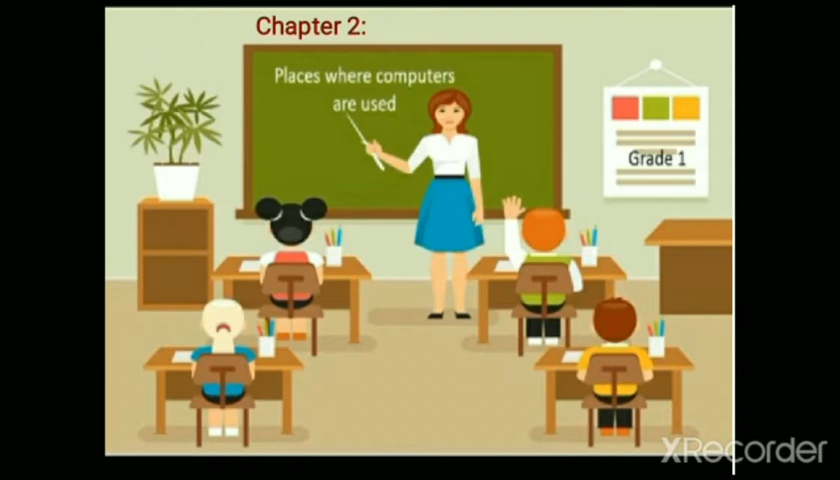 Chapter 2:
Places where computers
are used
Grade 1
XRecorder